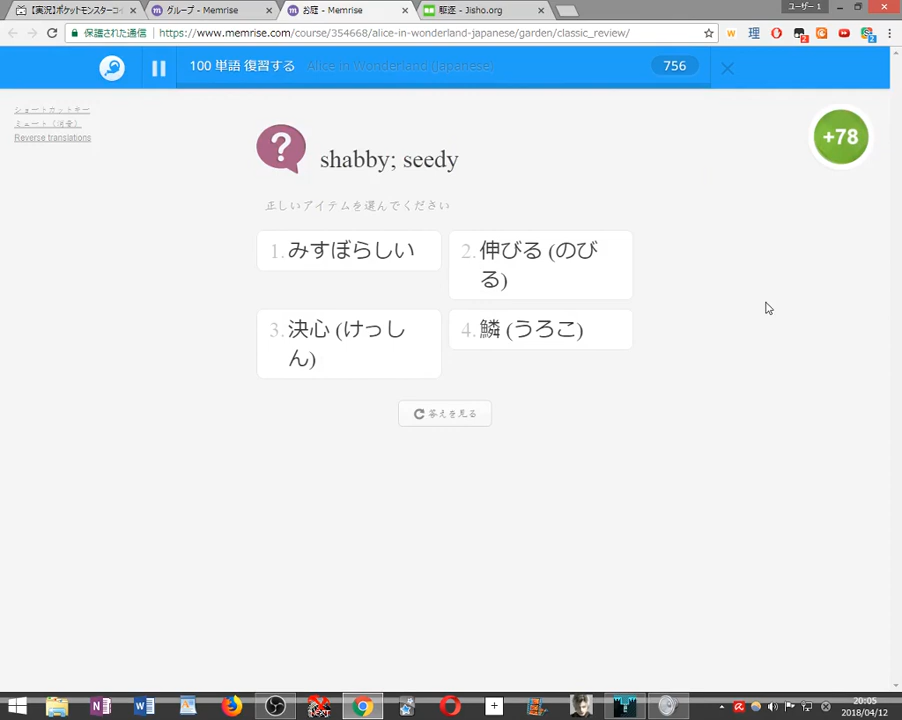 【実況】ポケットモンスターコイ
グループ - Memrise
お庭 - Memrise
駆逐 - Jisho.org
ユーザー 1
保護された通信
https://www.memrise.com/course/354668/alice-in-wonderland-japanese/garden/classic_review/
100 単語 復習する
Alice in Wonderland (Japanese)
756
ショートカットキー
Reverse translations
+78
?
shabby; seedy
正しいアイテムを選んでください
1. みすぼらしい
2. 伸びる (のび
る)
3. 決心 (けっし
ん)
4. 鱗 (うろこ)
答えを見る
20:05
2018/04/12